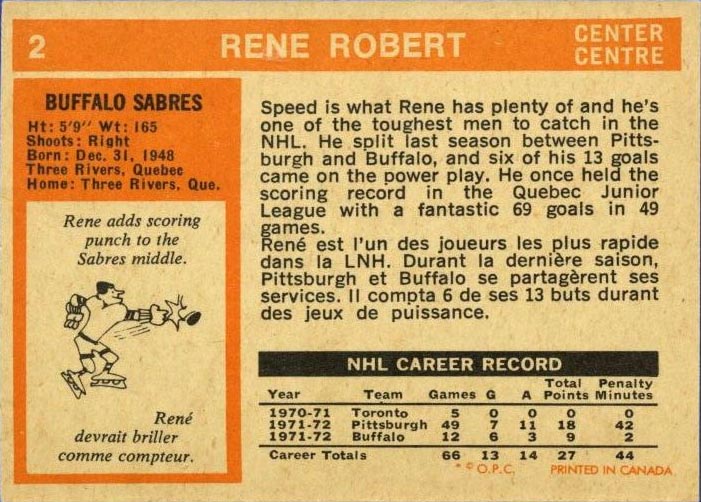 2 RENE ROBERT CENTER
CENTRE
BUFFALO SABRES
Ht: 5'9" Wt: 165
Shoots: Right
Born: Dec. 31, 1948
Three Rivers, Quebec
Home: Three Rivers, Que.
Rene adds scoring
punch to the
Sabres middle.
René
devrait briller
comme compteur.
Speed is what Rene has plenty of and he's
one of the toughest men to catch in the
NHL. He split last season between Pitts-
burgh and Buffalo, and six of his 13 goals
came on the power play. He once held the
scoring record in the Quebec Junior
League with a fantastic 69 goals in 49
games.
René est l'un des joueurs les plus rapide
dans la LNH. Durant la dernière saison,
Pittsburgh et Buffalo se partagèrent ses
services. Il compta 6 de ses 13 buts durant
des jeux de puissance.
NHL CAREER RECORD
Year Team Games G A Total Points Penalty Minutes
1970-71 Toronto 5 0 0 0 0
1971-72 Pittsburgh 49 7 11 18 42
1971-72 Buffalo 12 6 3 9 2
Career Totals 66 13 14 27 44
* © O.P.C. PRINTED IN CANADA